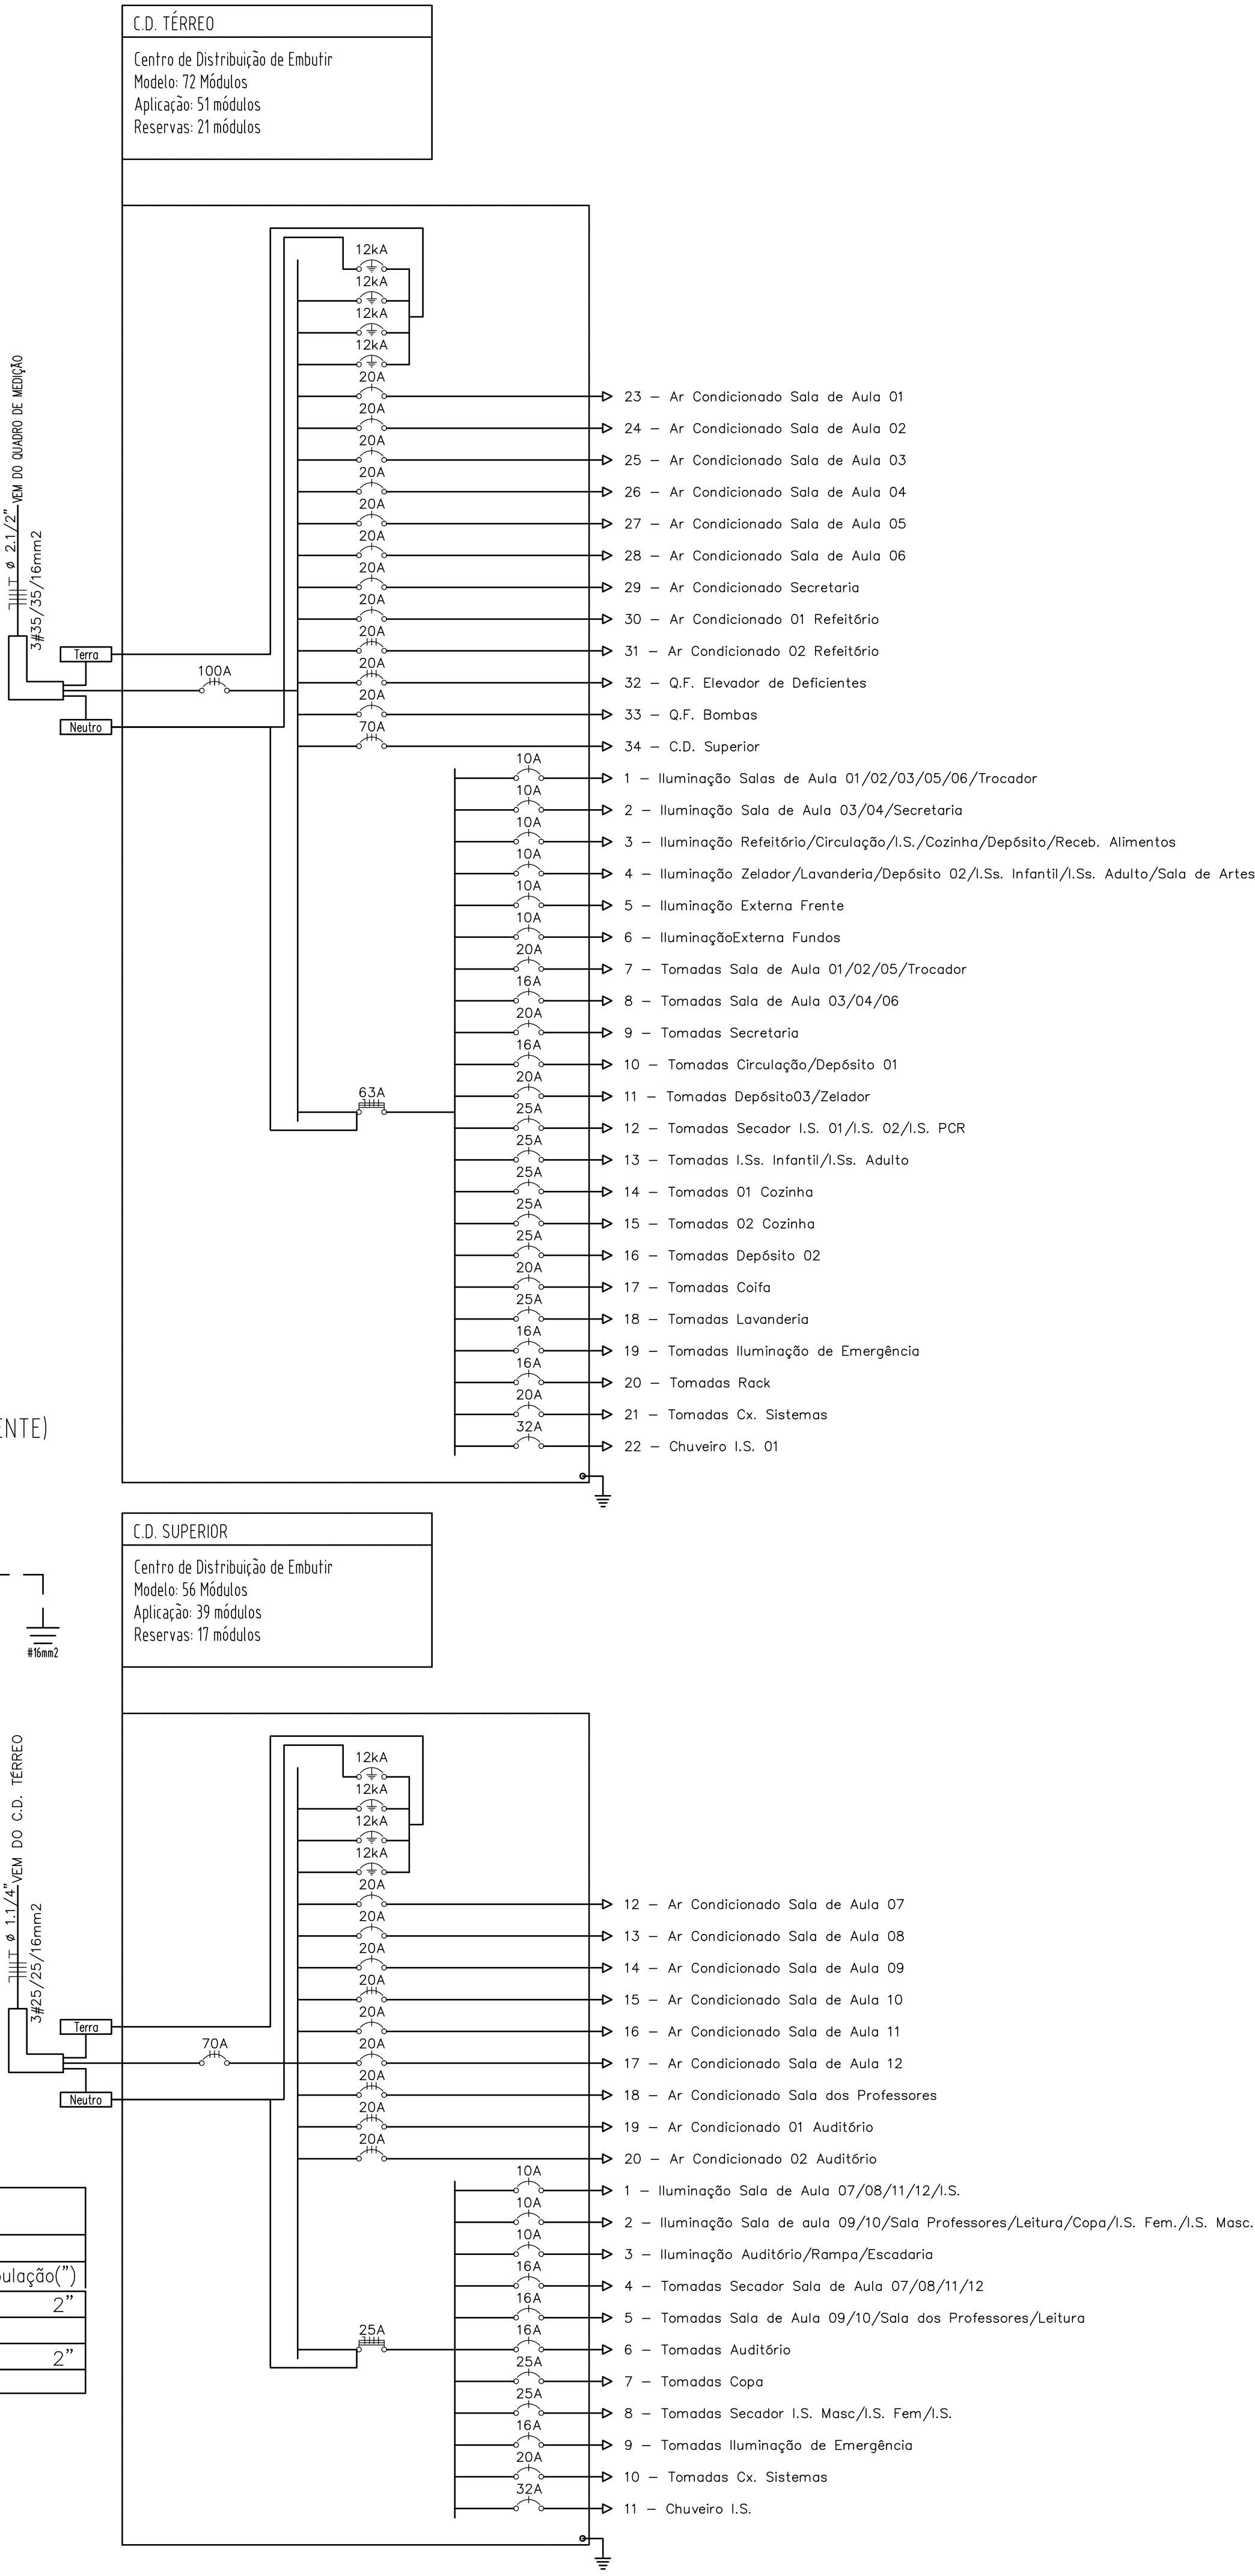 C.D. TÉRREO
Centro de Distribuição de Embutir
Modelo: 72 Módulos
Aplicação: 51 módulos
Reservas: 21 módulos
12kA
12kA
12kA
12kA
20A
23 – Ar Condicionado Sala de Aula 01
20A
24 – Ar Condicionado Sala de Aula 02
20A
25 – Ar Condicionado Sala de Aula 03
20A
26 – Ar Condicionado Sala de Aula 04
20A
27 – Ar Condicionado Sala de Aula 05
20A
28 – Ar Condicionado Sala de Aula 06
20A
29 – Ar Condicionado Secretaria
20A
30 – Ar Condicionado 01 Refeitório
20A
31 – Ar Condicionado 02 Refeitório
20A
32 – Q.F. Elevador de Deficientes
20A
33 – Q.F. Bombas
70A
34 – C.D. Superior
VEM DO QUADRO DE MEDIÇÃO
ø 2.1/2"
3#35/35/16mm2
Terra
100A
Neutro
10A
1 – Iluminação Salas de Aula 01/02/03/05/06/Trocador
10A
2 – Iluminação Sala de Aula 03/04/Secretaria
10A
3 – Iluminação Refeitório/Circulação/I.S./Cozinha/Depósito/Receb. Alimentos
10A
4 – Iluminação Zelador/Lavanderia/Depósito 02/I.Ss. Infantil/I.Ss. Adulto/Sala de Artes
10A
5 – Iluminação Externa Frente
10A
6 – IluminaçãoExterna Fundos
20A
7 – Tomadas Sala de Aula 01/02/05/Trocador
16A
8 – Tomadas Sala de Aula 03/04/06
20A
9 – Tomadas Secretaria
16A
10 – Tomadas Circulação/Depósito 01
20A
11 – Tomadas Depósito03/Zelador
63A
25A
12 – Tomadas Secador I.S. 01/I.S. 02/I.S. PCR
25A
13 – Tomadas I.Ss. Infantil/I.Ss. Adulto
25A
14 – Tomadas 01 Cozinha
25A
15 – Tomadas 02 Cozinha
25A
16 – Tomadas Depósito 02
20A
17 – Tomadas Coifa
25A
18 – Tomadas Lavanderia
16A
19 – Tomadas Iluminação de Emergência
16A
20 – Tomadas Rack
20A
21 – Tomadas Cx. Sistemas
32A
22 – Chuveiro I.S. 01
ENTE)
C.D. SUPERIOR
Centro de Distribuição de Embutir
Modelo: 56 Módulos
Aplicação: 39 módulos
Reservas: 17 módulos
#16mm2
12kA
12kA
12kA
12kA
20A
12 – Ar Condicionado Sala de Aula 07
20A
13 – Ar Condicionado Sala de Aula 08
20A
14 – Ar Condicionado Sala de Aula 09
20A
15 – Ar Condicionado Sala de Aula 10
20A
16 – Ar Condicionado Sala de Aula 11
20A
17 – Ar Condicionado Sala de Aula 12
20A
18 – Ar Condicionado Sala dos Professores
20A
19 – Ar Condicionado 01 Auditório
20A
20 – Ar Condicionado 02 Auditório
VEM DO C.D. TÉRREO
ø 1.1/4"
3#25/25/16mm2
Terra
70A
Neutro
10A
1 – Iluminação Sala de Aula 07/08/11/12/I.S.
10A
2 – Iluminação Sala de aula 09/10/Sala Professores/Leitura/Copa/I.S. Fem./I.S. Masc.
10A
3 – Iluminação Auditório/Rampa/Escadaria
16A
4 – Tomadas Secador Sala de Aula 07/08/11/12
16A
5 – Tomadas Sala de Aula 09/10/Sala dos Professores/Leitura
25A
16A
6 – Tomadas Auditório
25A
7 – Tomadas Copa
25A
8 – Tomadas Secador I.S. Masc/I.S. Fem/I.S.
16A
9 – Tomadas Iluminação de Emergência
20A
10 – Tomadas Cx. Sistemas
32A
11 – Chuveiro I.S.
ulação(")
2"
2"